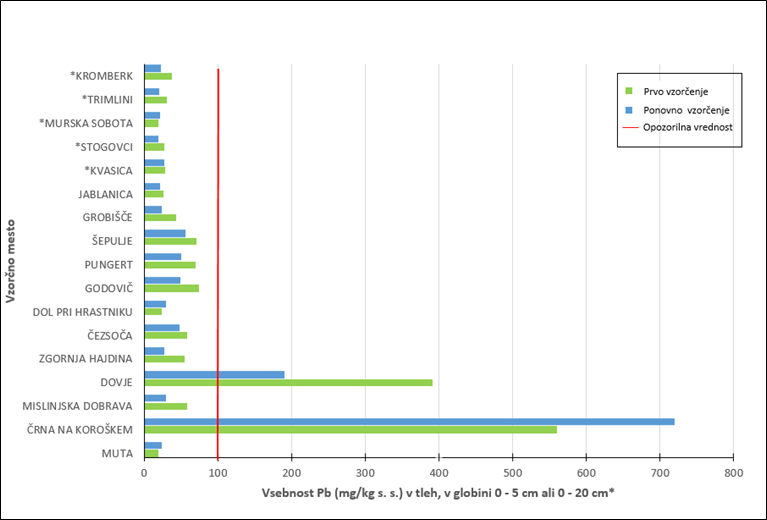 Prvo vzorčenje
Ponovno vzorčenje
Opozorilna vrednost
Vzorčno mesto
*KROMBERK
*TRIMLINI
*MURSKA SOBOTA
*STOGOVCI
*KVASICA
JABLANICA
GROBIŠČE
ŠEPULJE
PUNGERT
GODOVIČ
DOL PRI HRASTNIKU
ČEZSOČA
ZGORNJA HAJDINA
DOVJE
MISLINJSKA DOBRAVA
ČRNA NA KOROŠKEM
MUTA
0 100 200 300 400 500 600 700 800
Vsebnost Pb (mg/kg s. s.) v tleh, v globini 0 - 5 cm ali 0 - 20 cm*